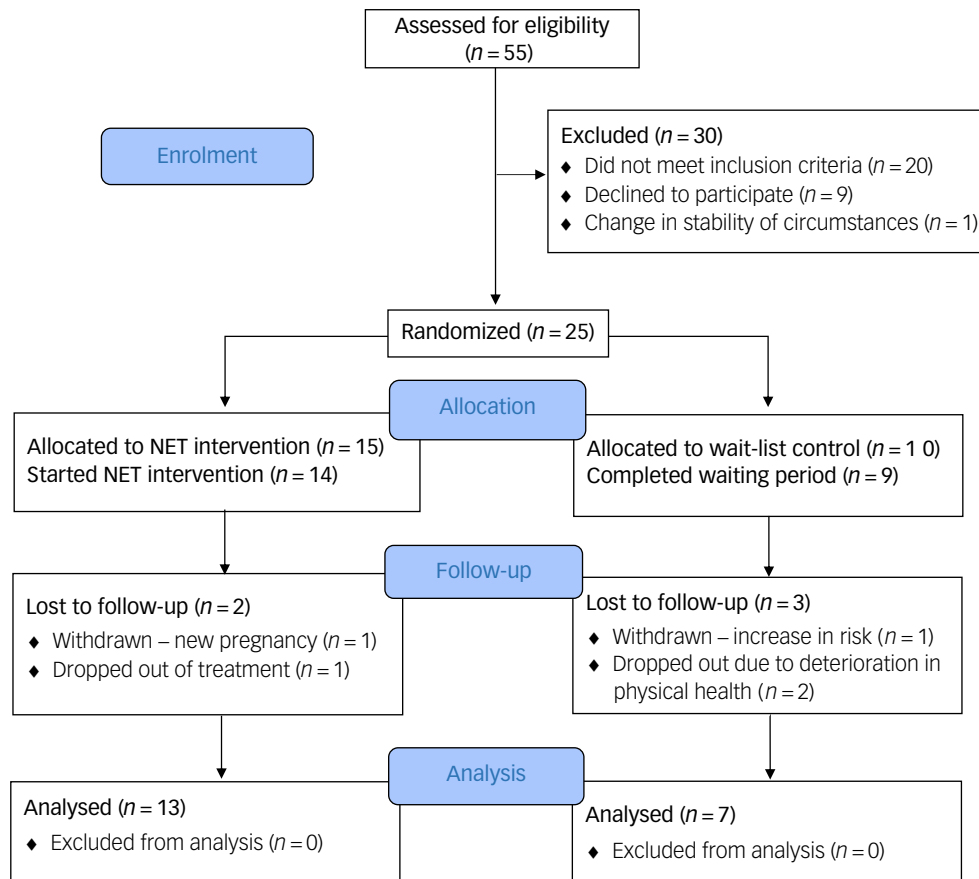 Assessed for eligibility
(n = 55)
Enrolment
Excluded (n = 30)
♦ Did not meet inclusion criteria (n = 20)
♦ Declined to participate (n = 9)
♦ Change in stability of circumstances (n = 1)
Randomized (n = 25)
Allocation
Allocated to NET intervention (n = 15)
Started NET intervention (n = 14)
Allocated to wait-list control (n = 1 0)
Completed waiting period (n = 9)
Follow-up
Lost to follow-up (n = 2)
♦ Withdrawn – new pregnancy (n = 1)
♦ Dropped out of treatment (n = 1)
Lost to follow-up (n = 3)
♦ Withdrawn – increase in risk (n = 1)
♦ Dropped out due to deterioration in
physical health (n = 2)
Analysis
Analysed (n = 13)
♦ Excluded from analysis (n = 0)
Analysed (n = 7)
♦ Excluded from analysis (n = 0)